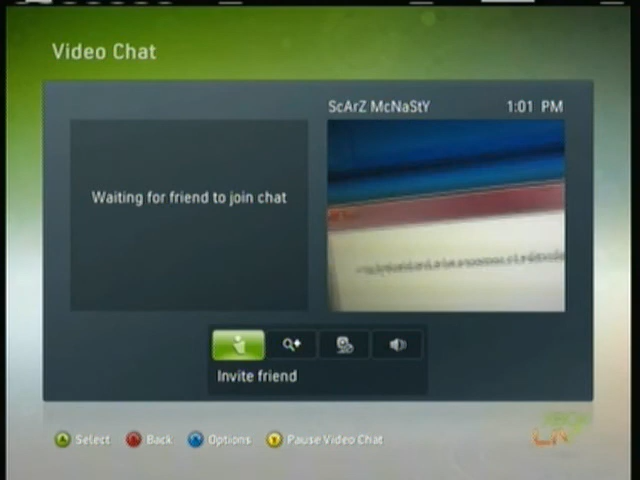 Video Chat
ScArZ McNaStY 1:01 PM
Waiting for friend to join chat
Invite friend
Select Back Options Pause Video Chat